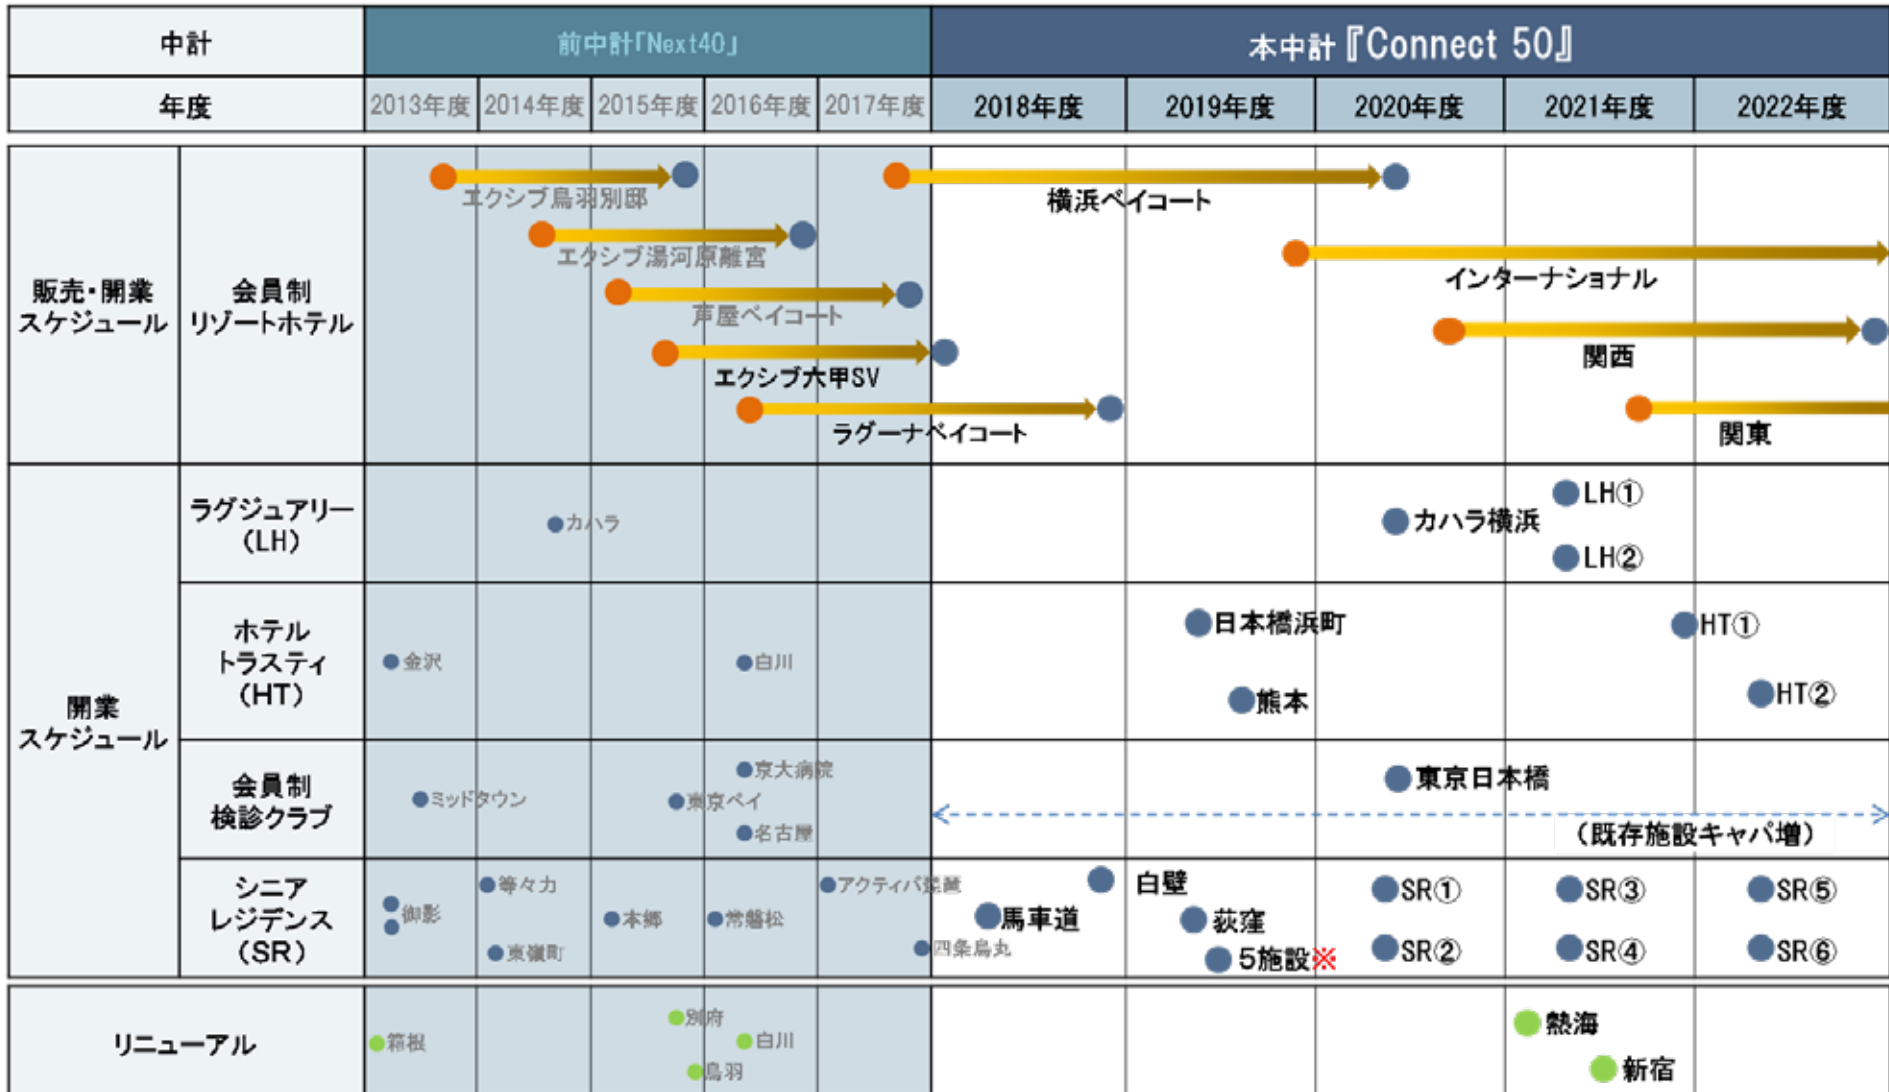 中計
前中計「Next40」
本中計『Connect 50』
年度
2013年度
2014年度
2015年度
2016年度
2017年度
2018年度
2019年度
2020年度
2021年度
2022年度
販売・開業
スケジュール
会員制
リゾートホテル
エクシブ鳥羽別邸
横浜ベイコート
エクシブ湯河原離宮
インターナショナル
芦屋ベイコート
関西
エクシブ六甲SV
ラグーナベイコート
関東
開業
スケジュール
ラグジュアリー
(LH)
カハラ
カハラ横浜
LH①
LH②
ホテル
トラスティ
(HT)
金沢
白川
日本橋浜町
熊本
HT①
HT②
会員制
検診クラブ
ミッドタウン
東京ベイ
京大病院
名古屋
東京日本橋
(既存施設キャパ増)
シニア
レジデンス
(SR)
御影
等々力
東嶺町
本郷
常磐松
アクティバ琵琶
四条烏丸
馬車道
白壁
荻窪
5施設※
SR①
SR②
SR③
SR④
SR⑤
SR⑥
リニューアル
箱根
別府
鳥羽
白川
熱海
新宿